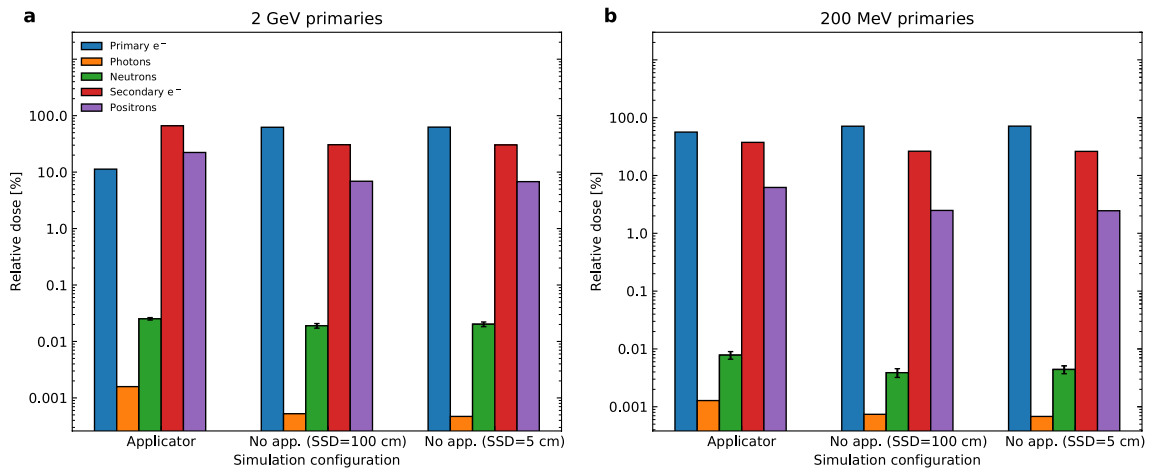 a
2 GeV primaries
Primary e⁻
Photons
Neutrons
Secondary e⁻
Positrons
100.0
10.0
1.0
0.1
0.01
0.001
Relative dose [%]
Applicator
No app. (SSD=100 cm)
No app. (SSD=5 cm)
Simulation configuration
b
200 MeV primaries
100.0
10.0
1.0
0.1
0.01
0.001
Relative dose [%]
Applicator
No app. (SSD=100 cm)
No app. (SSD=5 cm)
Simulation configuration